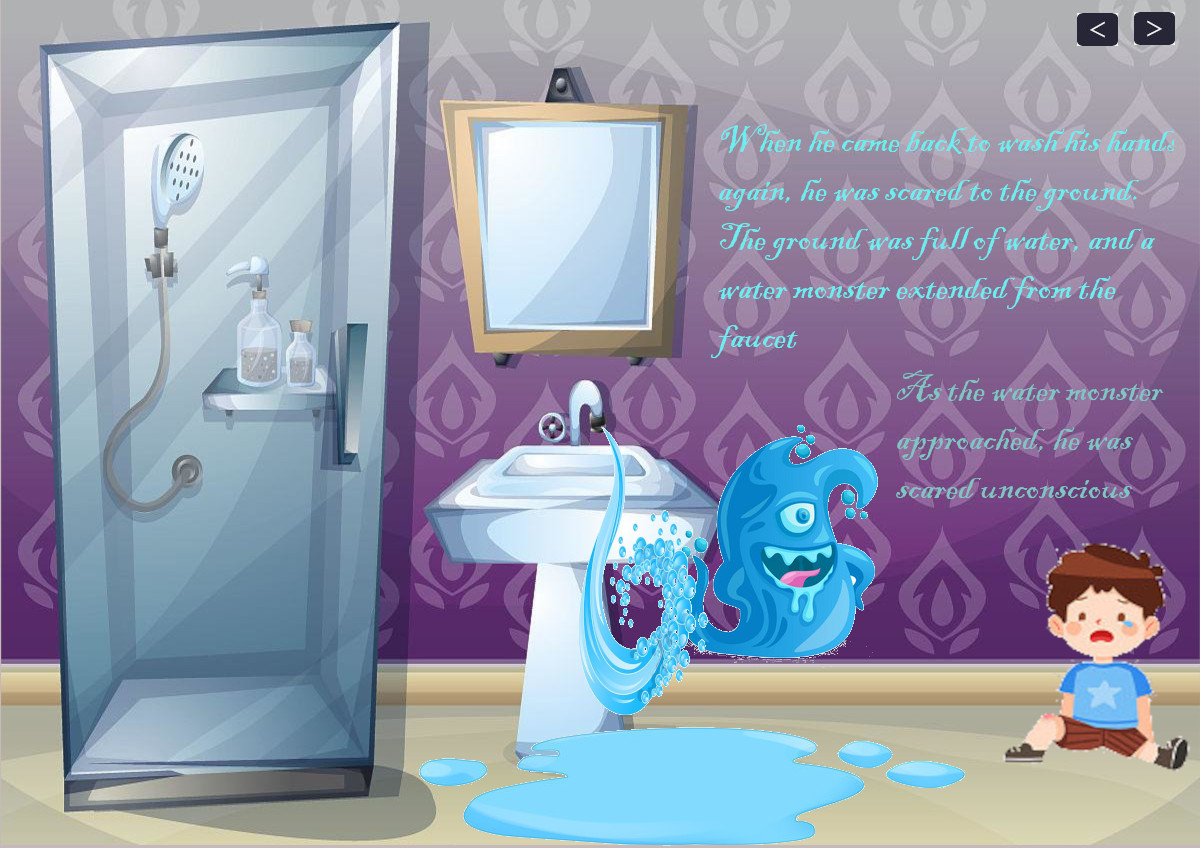 < >
When he came back to wash his hands
again, he was scared to the ground.
The ground was full of water, and a
water monster extended from the
faucet
As the water monster
approached, he was
scared unconscious